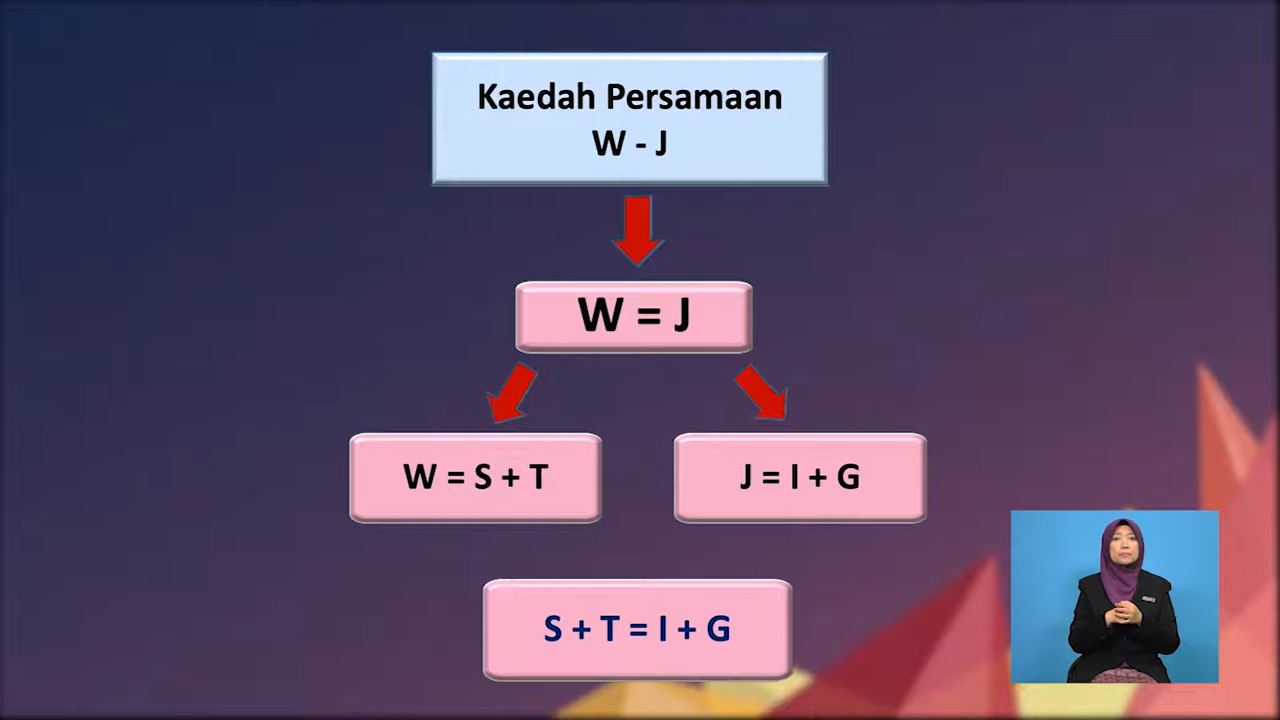 Kaedah Persamaan
W - J
W = J
W = S + T
J = I + G
S + T = I + G